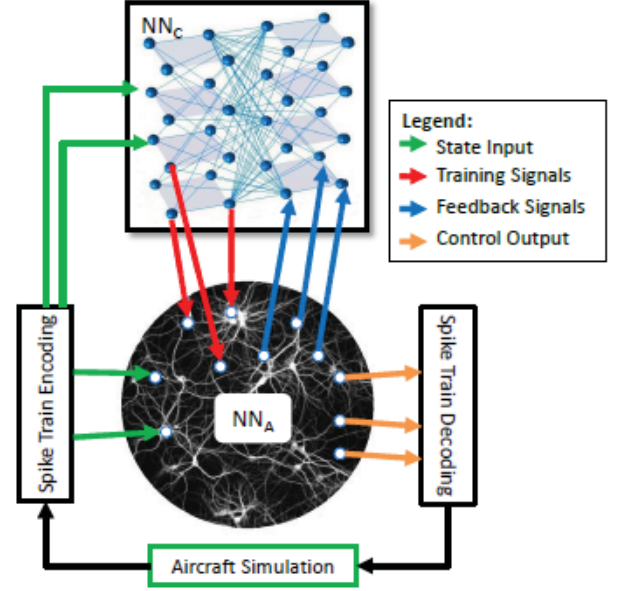 NNC
Legend:
State Input
Training Signals
Feedback Signals
Control Output
Spike Train Encoding
NNA
Spike Train Decoding
Aircraft Simulation